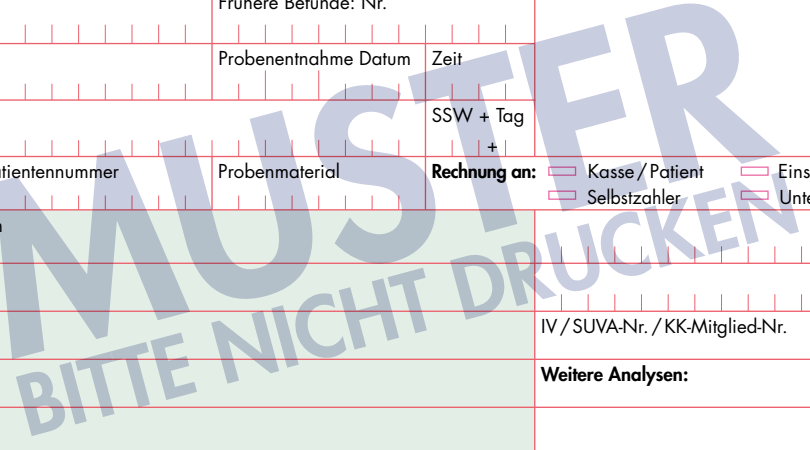 Frühere Befunde: Nr.
Probenentnahme Datum Zeit
SSW + Tag
+
tientennummer Probenmaterial Rechnung an: Kasse/Patient Eins
Selbstzahler Unte
IV/SUVA-Nr./KK-Mitglied-Nr.
Weitere Analysen:
MUSTER
BITTE NICHT DRUCKEN